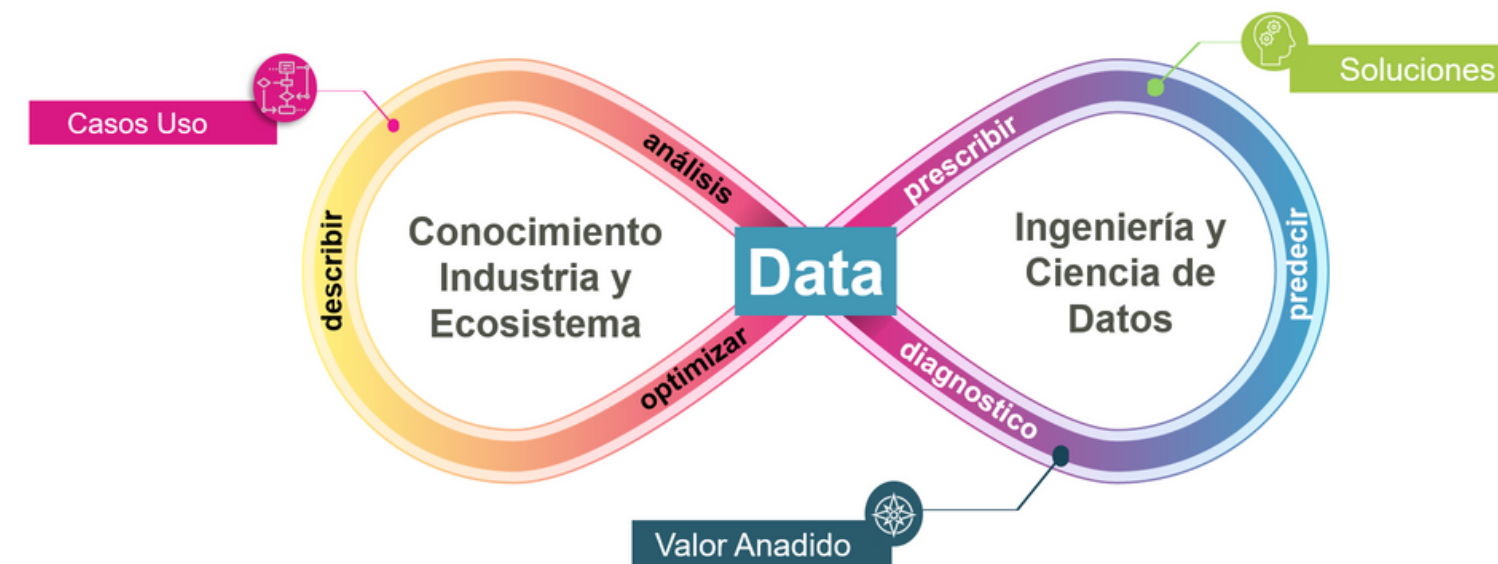 Casos Uso
Soluciones
describir
análisis
optimizar
Conocimiento
Industria y
Ecosistema
Data
prescribir
predecir
diagnostico
Ingeniería y
Ciencia de
Datos
Valor Anadido